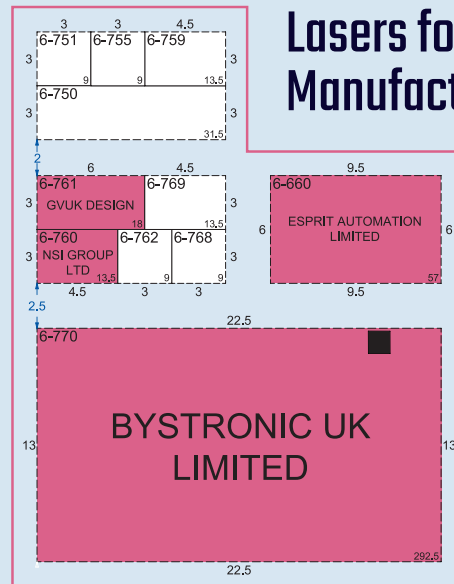 Lasers fo
Manufact
3 3 4.5
6-751 6-755 6-759
3 3
9 9 13.5
6-750
3 3
31.5
2
6 4.5 9.5
6-761 6-769 6-660
3 GVUK DESIGN 3
18 13.5
6 ESPRIT AUTOMATION 6
LIMITED
6-760 6-762 6-768
3 NSI GROUP 3
LTD
13.5 9 9 57
4.5 3 3 9.5
2.5
22.5
6-770
13 13
BYSTRONIC UK
LIMITED
292.5
22.5